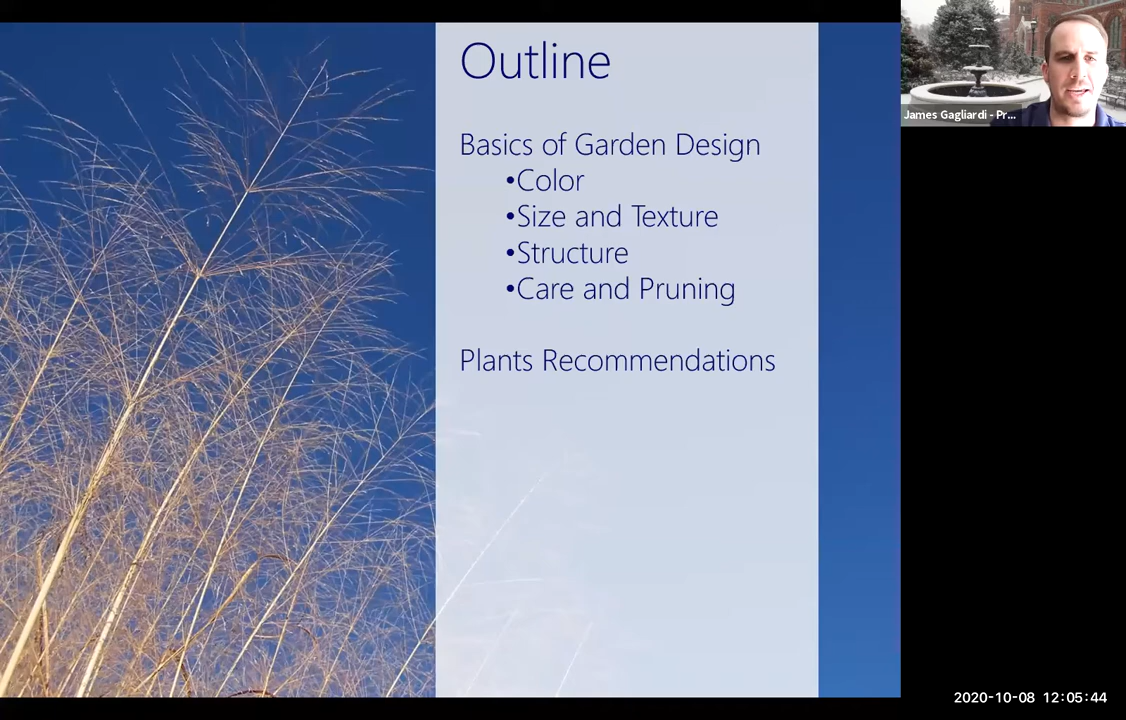 Outline
Basics of Garden Design
•Color
•Size and Texture
•Structure
•Care and Pruning
Plants Recommendations
James Gagliardi - Pr...
2020-10-08 12:05:44